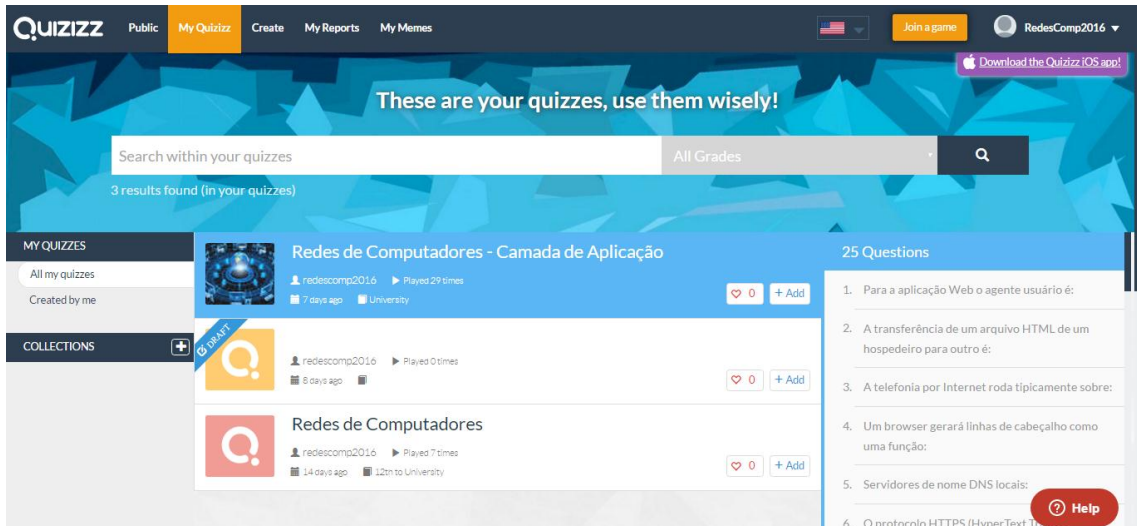 QUIZIZZ Public My Quizizz Create My Reports My Memes Join a game RedesComp2016
Download the Quizizz iOS app!
These are your quizzes, use them wisely!
Search within your quizzes All Grades
3 results found (in your quizzes)
MY QUIZZES
All my quizzes
Created by me
COLLECTIONS
Redes de Computadores - Camada de Aplicação
redescomp2016 Played 29 times
7 days ago University
0 + Add
DRAFT
redescomp2016 Played 0 times
8 days ago
0 + Add
Redes de Computadores
redescomp2016 Played 7 times
14 days ago 12th to University
0 + Add
25 Questions
1. Para a aplicação Web o agente usuário é:
2. A transferência de um arquivo HTML de um
hospedeiro para outro é:
3. A telefonia por Internet roda tipicamente sobre:
4. Um browser gerará linhas de cabeçalho como
uma função:
5. Servidores de nome DNS locais:
6. O protocolo HTTPS (HyperText
Help